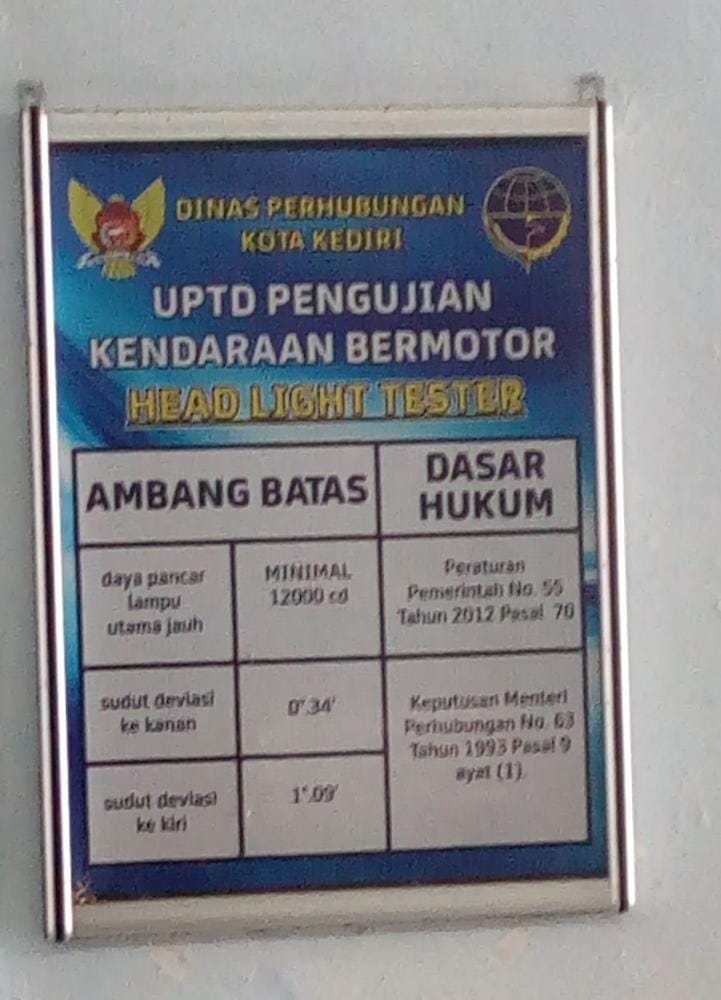 DINAS PERHUBUNGAN
KOTA KEDIRI
UPTD PENGUJIAN
KENDARAAN BERMOTOR
HEAD LIGHT TESTER
AMBANG BATAS
DASAR
HUKUM
daya pancar
lampu
utama jauh
MINIMAL
12000 cd
Peraturan
Pemerintah No. 55
Tahun 2012 Pasal 70
sudut deviasi
ke kanan
0°.34'
Keputusan Menteri
Perhubungan No. 63
Tahun 1993 Pasal 9
ayat (1)
sudut deviasi
ke kiri
1°.09'